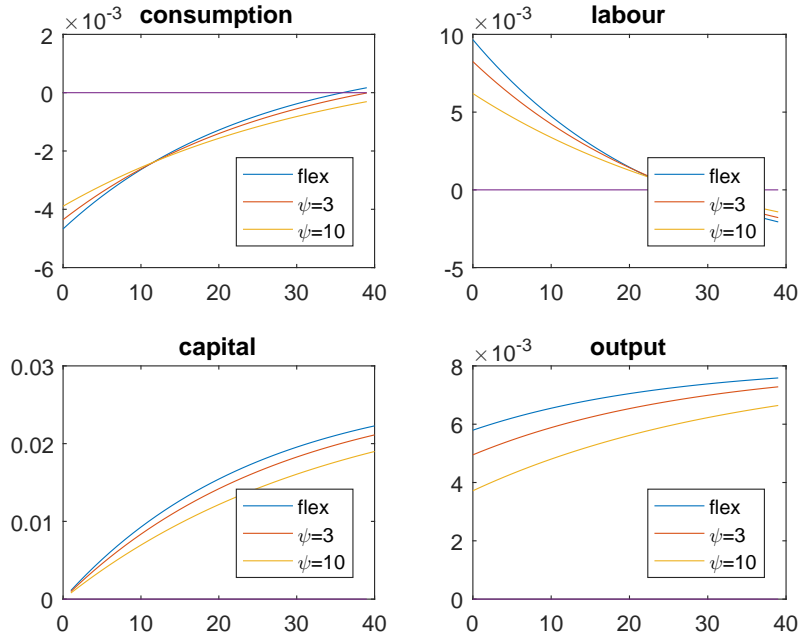 consumption
×10⁻³
2
0
-2
-4
-6
0 10 20 30 40
flex
ψ=3
ψ=10
labour
×10⁻³
10
5
0
-5
0 10 20 30 40
flex
ψ=3
ψ=10
capital
0.03
0.02
0.01
0
0 10 20 30 40
flex
ψ=3
ψ=10
output
×10⁻³
8
6
4
2
0
0 10 20 30 40
flex
ψ=3
ψ=10